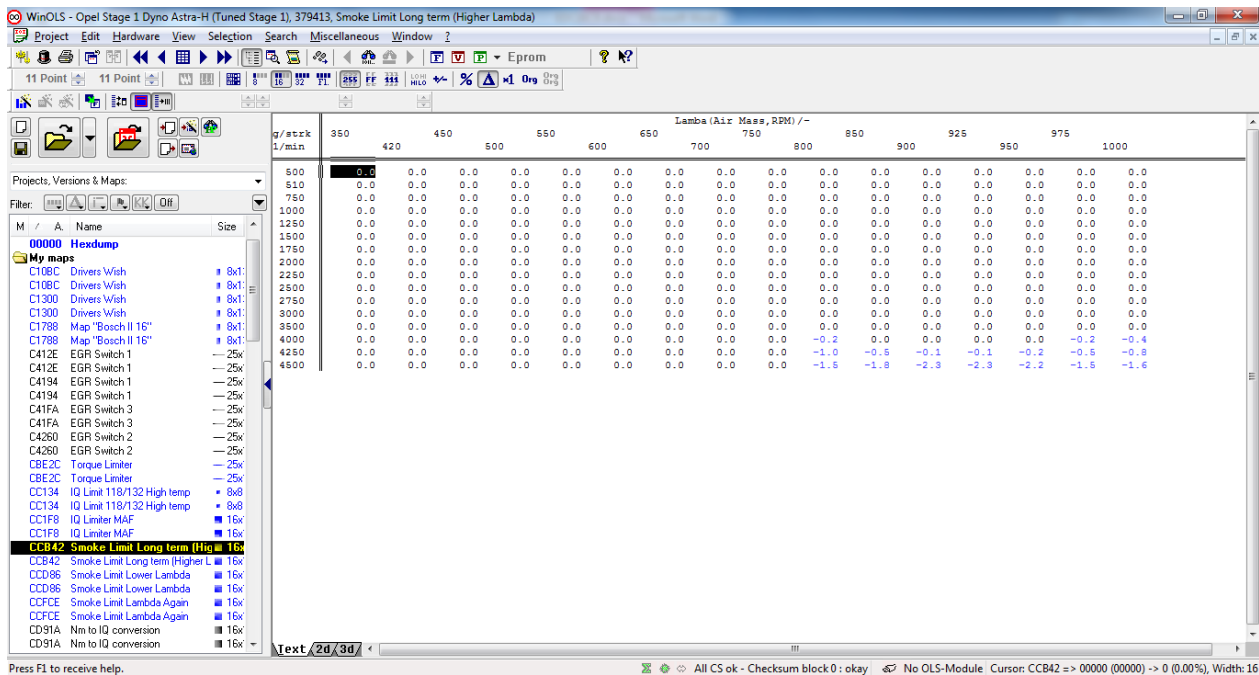 WinOLS - Opel Stage 1 Dyno Astra-H (Tuned Stage 1), 379413, Smoke Limit Long term (Higher Lambda)
Project Edit Hardware View Selection Search Miscellaneous Window ?
F V P Eprom
11 Point 11 Point 8 16 32 Fl. 255 FF 111 LOHI HILO +/- % Δ ×1 Org
Lamba(Air Mass,RPM)/-
g/strk 350 450 550 650 750 850 925 975
1/min 420 500 600 700 800 900 950 1000
500 0.0 0.0 0.0 0.0 0.0 0.0 0.0 0.0 0.0 0.0 0.0 0.0 0.0 0.0 0.0 0.0
510 0.0 0.0 0.0 0.0 0.0 0.0 0.0 0.0 0.0 0.0 0.0 0.0 0.0 0.0 0.0 0.0
750 0.0 0.0 0.0 0.0 0.0 0.0 0.0 0.0 0.0 0.0 0.0 0.0 0.0 0.0 0.0 0.0
1000 0.0 0.0 0.0 0.0 0.0 0.0 0.0 0.0 0.0 0.0 0.0 0.0 0.0 0.0 0.0 0.0
1250 0.0 0.0 0.0 0.0 0.0 0.0 0.0 0.0 0.0 0.0 0.0 0.0 0.0 0.0 0.0 0.0
1500 0.0 0.0 0.0 0.0 0.0 0.0 0.0 0.0 0.0 0.0 0.0 0.0 0.0 0.0 0.0 0.0
1750 0.0 0.0 0.0 0.0 0.0 0.0 0.0 0.0 0.0 0.0 0.0 0.0 0.0 0.0 0.0 0.0
2000 0.0 0.0 0.0 0.0 0.0 0.0 0.0 0.0 0.0 0.0 0.0 0.0 0.0 0.0 0.0 0.0
2250 0.0 0.0 0.0 0.0 0.0 0.0 0.0 0.0 0.0 0.0 0.0 0.0 0.0 0.0 0.0 0.0
2500 0.0 0.0 0.0 0.0 0.0 0.0 0.0 0.0 0.0 0.0 0.0 0.0 0.0 0.0 0.0 0.0
2750 0.0 0.0 0.0 0.0 0.0 0.0 0.0 0.0 0.0 0.0 0.0 0.0 0.0 0.0 0.0 0.0
3000 0.0 0.0 0.0 0.0 0.0 0.0 0.0 0.0 0.0 0.0 0.0 0.0 0.0 0.0 0.0 0.0
3500 0.0 0.0 0.0 0.0 0.0 0.0 0.0 0.0 0.0 0.0 0.0 0.0 0.0 0.0 0.0 0.0
4000 0.0 0.0 0.0 0.0 0.0 0.0 0.0 0.0 0.0 -0.2 0.0 0.0 0.0 0.0 -0.2 -0.4
4250 0.0 0.0 0.0 0.0 0.0 0.0 0.0 0.0 0.0 -1.0 -0.5 -0.1 -0.1 -0.2 -0.5 -0.8
4500 0.0 0.0 0.0 0.0 0.0 0.0 0.0 0.0 0.0 -1.5 -1.8 -2.3 -2.3 -2.2 -1.5 -1.6
Projects, Versions & Maps:
Filter: KK Off
M / A. Name Size
00000 Hexdump
My maps
C10BC Drivers Wish 8x1
C10BC Drivers Wish 8x1
C1300 Drivers Wish 8x1
C1300 Drivers Wish 8x1
C1788 Map "Bosch II 16" 8x1
C1788 Map "Bosch II 16" 8x1
C412E EGR Switch 1 25x
C412E EGR Switch 1 25x
C4194 EGR Switch 1 25x
C4194 EGR Switch 1 25x
C41FA EGR Switch 3 25x
C41FA EGR Switch 3 25x
C4260 EGR Switch 2 25x
C4260 EGR Switch 2 25x
CBE2C Torque Limiter 25x
CBE2C Torque Limiter 25x
CC134 IQ Limit 118/132 High temp 8x8
CC134 IQ Limit 118/132 High temp 8x8
CC1F8 IQ Limiter MAF 16x
CC1F8 IQ Limiter MAF 16x
CCB42 Smoke Limit Long term (Hig 16x
CCB42 Smoke Limit Long term (Higher L 16x
CCD86 Smoke Limit Lower Lambda 16x
CCD86 Smoke Limit Lower Lambda 16x
CCFCE Smoke Limit Lambda Again 16x
CCFCE Smoke Limit Lambda Again 16x
CD91A Nm to IQ conversion 16x
CD91A Nm to IQ conversion 16x
Text 2d 3d
Press F1 to receive help. All CS ok - Checksum block 0 : okay No OLS-Module Cursor: CCB42 => 00000 (00000) -> 0 (0.00%), Width: 16